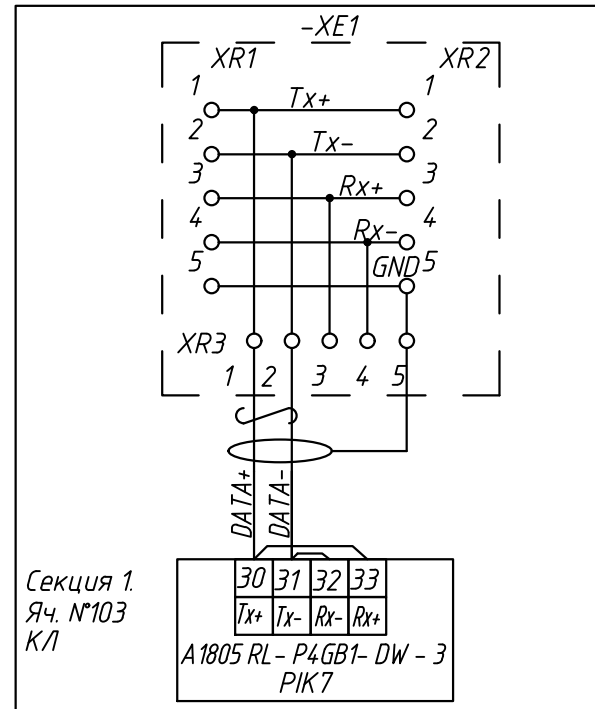 -XE1
XR1 XR2
1 Tx+ 1
2 Tx- 2
3 Rx+ 3
4 Rx- 4
5 GND 5
XR3
1 2 3 4 5
DATA+ DATA-
30 31 32 33
Tx+ Tx- Rx- Rx+
Секция 1.
Яч. №103
КЛ
A1805 RL - P4GB1- DW - 3
PIK7